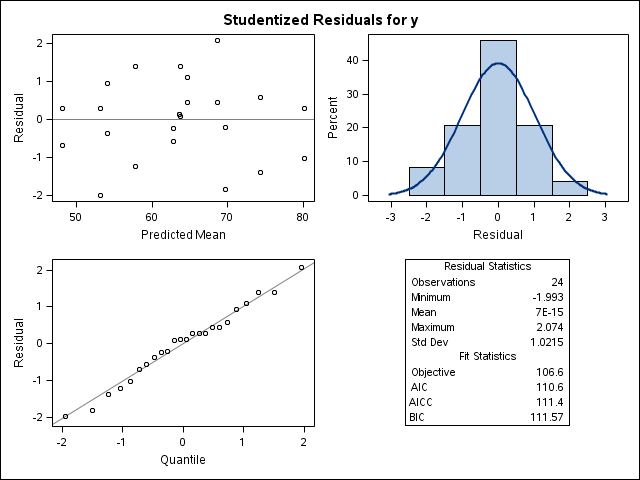 Studentized Residuals for y
2
1
0
-1
-2
Residual
50
60
70
80
Predicted Mean
40
30
20
10
0
Percent
-3
-2
-1
0
1
2
3
Residual
2
1
0
-1
-2
Residual
-2
-1
0
1
2
Quantile
Residual Statistics
Observations 24
Minimum -1.993
Mean 7E-15
Maximum 2.074
Std Dev 1.0215
Fit Statistics
Objective 106.6
AIC 110.6
AICC 111.4
BIC 111.57